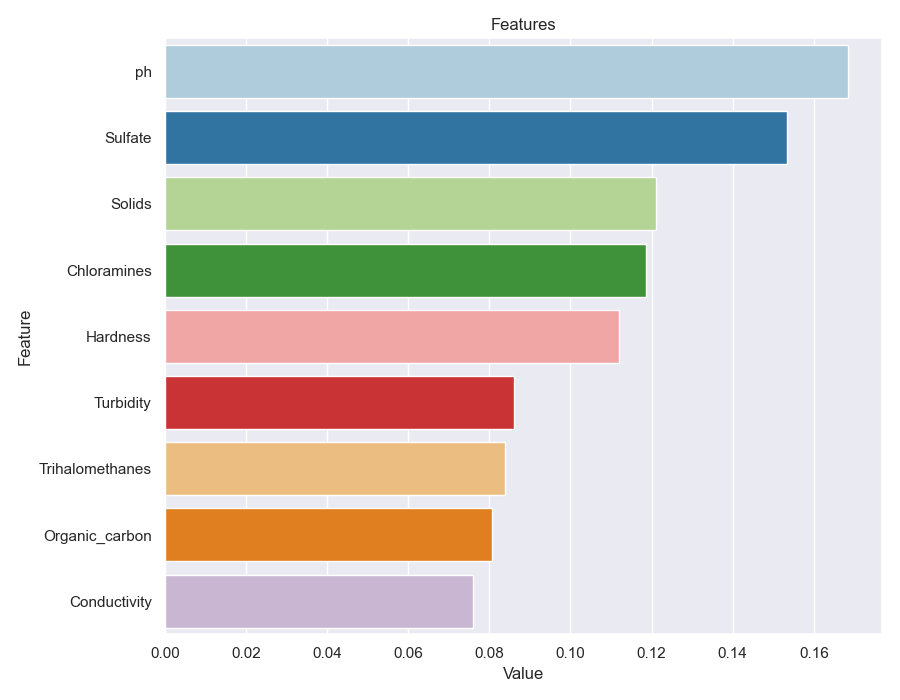 Features
ph
Sulfate
Solids
Chloramines
Hardness
Turbidity
Trihalomethanes
Organic_carbon
Conductivity
Feature
0.00 0.02 0.04 0.06 0.08 0.10 0.12 0.14 0.16
Value